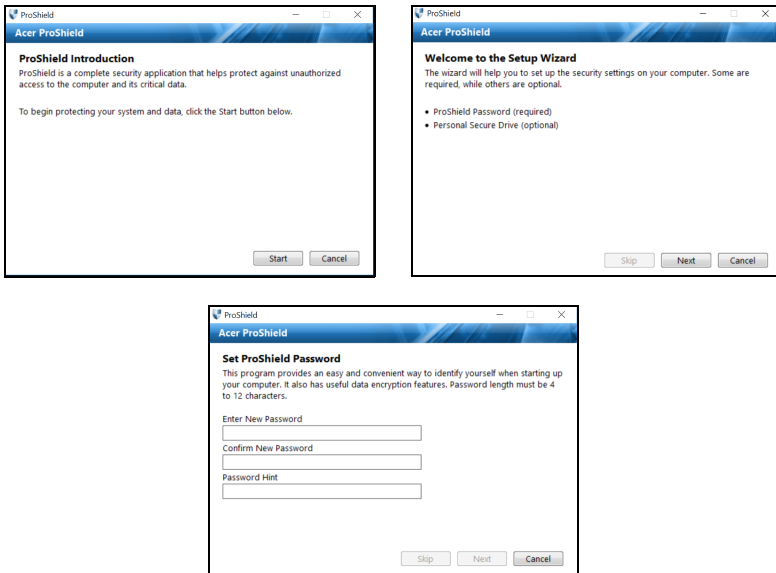 ProShield
Acer ProShield
ProShield Introduction
ProShield is a complete security application that helps protect against unauthorized
access to the computer and its critical data.
To begin protecting your system and data, click the Start button below.
Start Cancel
ProShield
Acer ProShield
Welcome to the Setup Wizard
The wizard will help you to set up the security settings on your computer. Some are
required, while others are optional.
• ProShield Password (required)
• Personal Secure Drive (optional)
Skip Next Cancel
ProShield
Acer ProShield
Set ProShield Password
This program provides an easy and convenient way to identify yourself when starting up
your computer. It also has useful data encryption features. Password length must be 4
to 12 characters.
Enter New Password
Confirm New Password
Password Hint
Skip Next Cancel